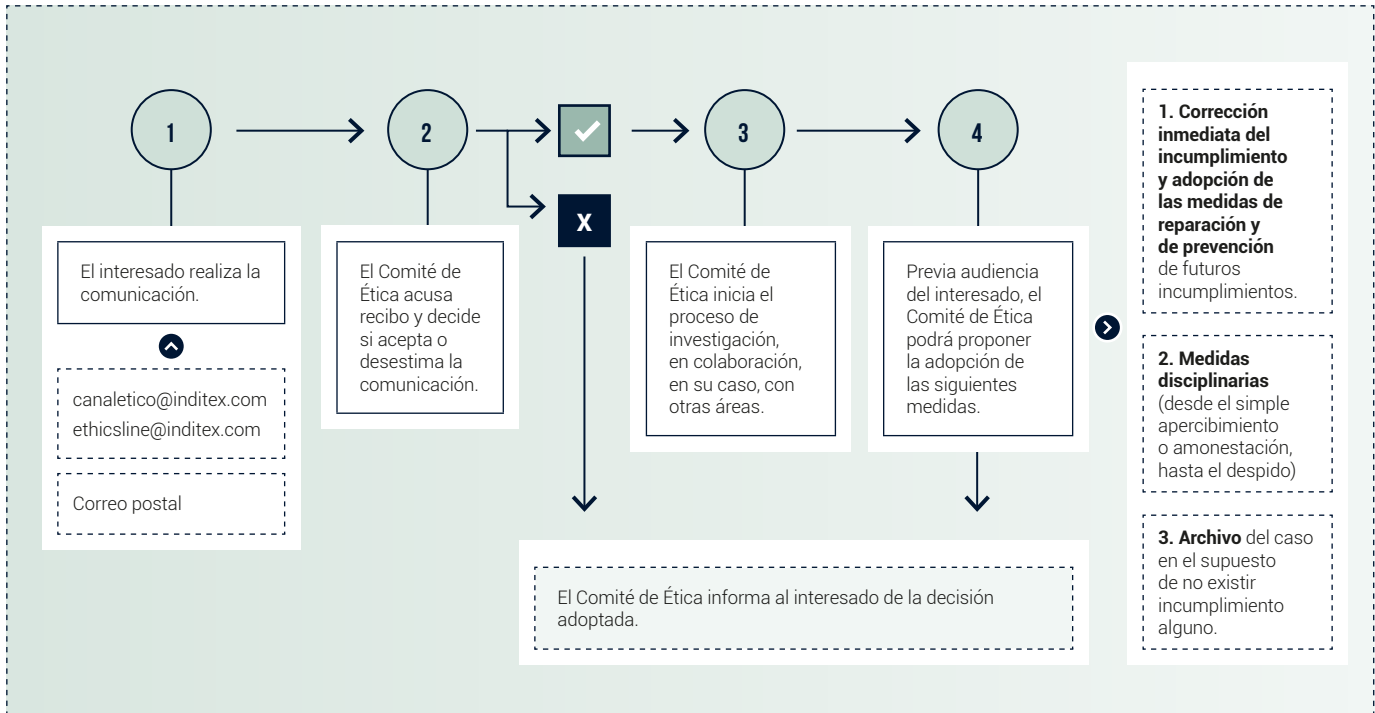 1
El interesado realiza la
comunicación.
canaletico@inditex.com
ethicsline@inditex.com
Correo postal
2
El Comité de
Ética acusa
recibo y decide
si acepta o
desestima la
comunicación.
X
3
El Comité de
Ética inicia el
proceso de
investigación,
en colaboración,
en su caso, con
otras áreas.
4
Previa audiencia
del interesado, el
Comité de Ética
podrá proponer
la adopción de
las siguientes
medidas.
El Comité de Ética informa al interesado de la decisión
adoptada.
1. Corrección
inmediata del
incumplimiento
y adopción de
las medidas de
reparación y
de prevención
de futuros
incumplimientos.
2. Medidas
disciplinarias
(desde el simple
apercibimiento
o amonestación,
hasta el despido)
3. Archivo del caso
en el supuesto
de no existir
incumplimiento
alguno.